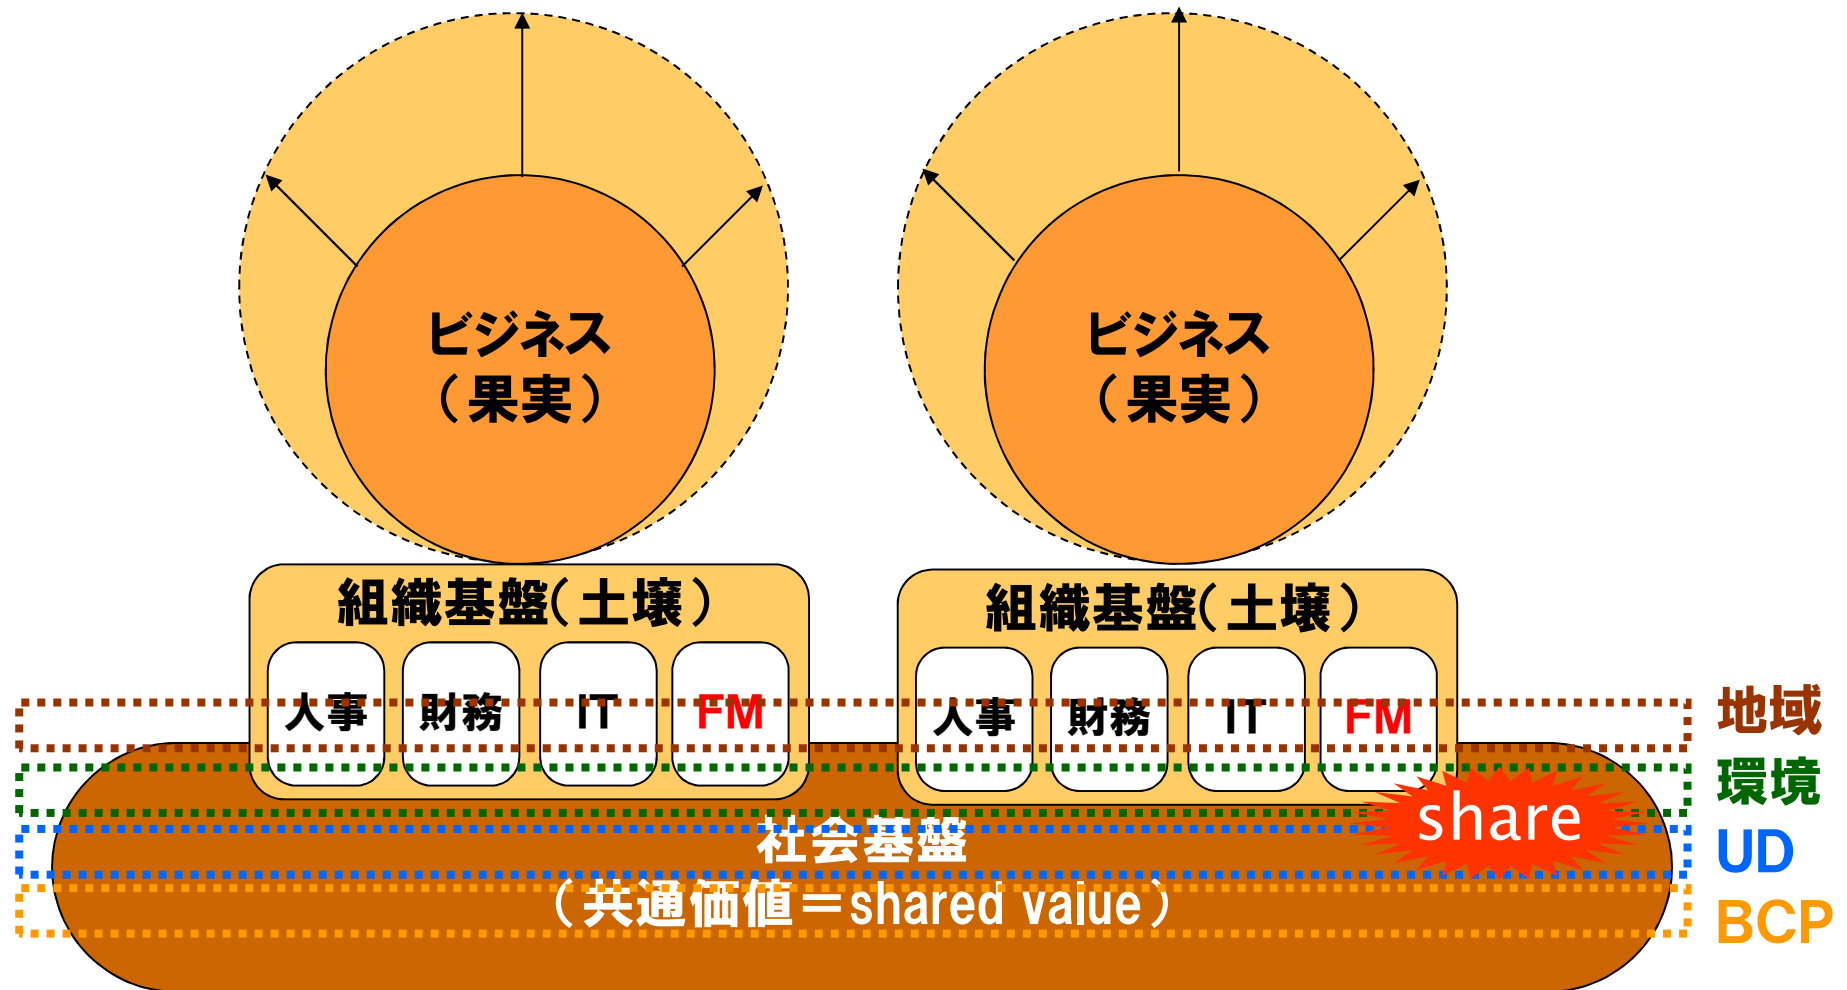 ビジネス
（果実）
ビジネス
（果実）
組織基盤（土壌）
人事 財務 IT FM
組織基盤（土壌）
人事 財務 IT FM
地域
環境
UD
BCP
share
社会基盤
（共通価値＝shared value）